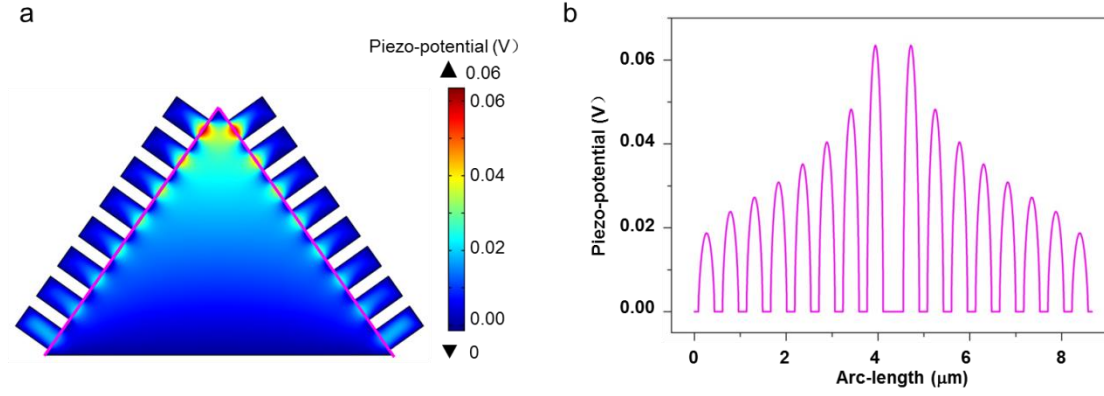 a
Piezo-potential (V）
▲ 0.06
0.06
0.04
0.02
0.00
▼ 0
b
Piezo-potential (V）
0.06
0.04
0.02
0.00
0 2 4 6 8
Arc-length (μm)